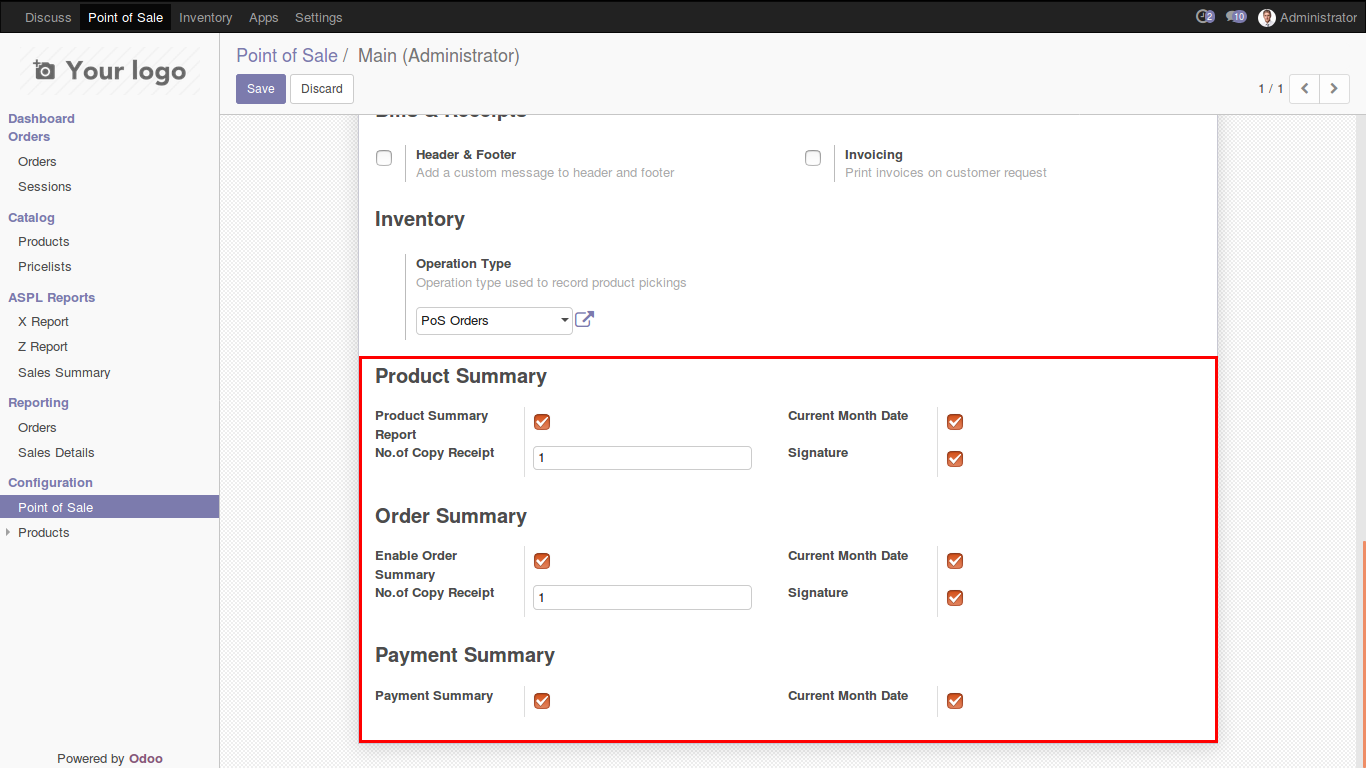 Discuss Point of Sale Inventory Apps Settings 2 10 Administrator
Your logo
Point of Sale / Main (Administrator)
Save Discard 1 / 1
Dashboard
Orders
Orders
Sessions
Catalog
Products
Pricelists
ASPL Reports
X Report
Z Report
Sales Summary
Reporting
Orders
Sales Details
Configuration
Point of Sale
Products
Powered by Odoo
Bills & Receipts
Header & Footer
Add a custom message to header and footer
Invoicing
Print invoices on customer request
Inventory
Operation Type
Operation type used to record product pickings
PoS Orders
Product Summary
Product Summary
Report
Current Month Date
No.of Copy Receipt 1
Signature
Order Summary
Enable Order
Summary
Current Month Date
No.of Copy Receipt 1
Signature
Payment Summary
Payment Summary
Current Month Date